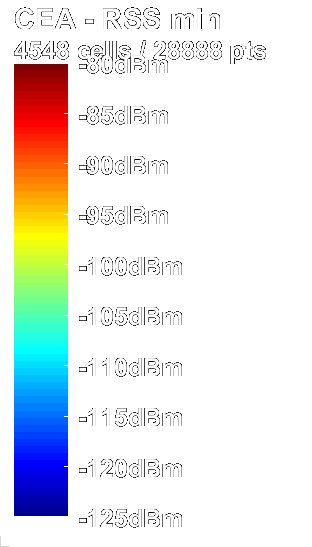 CEA - RSS min
4548 cells / 28888 pts
-80dBm
-85dBm
-90dBm
-95dBm
-100dBm
-105dBm
-110dBm
-115dBm
-120dBm
-125dBm